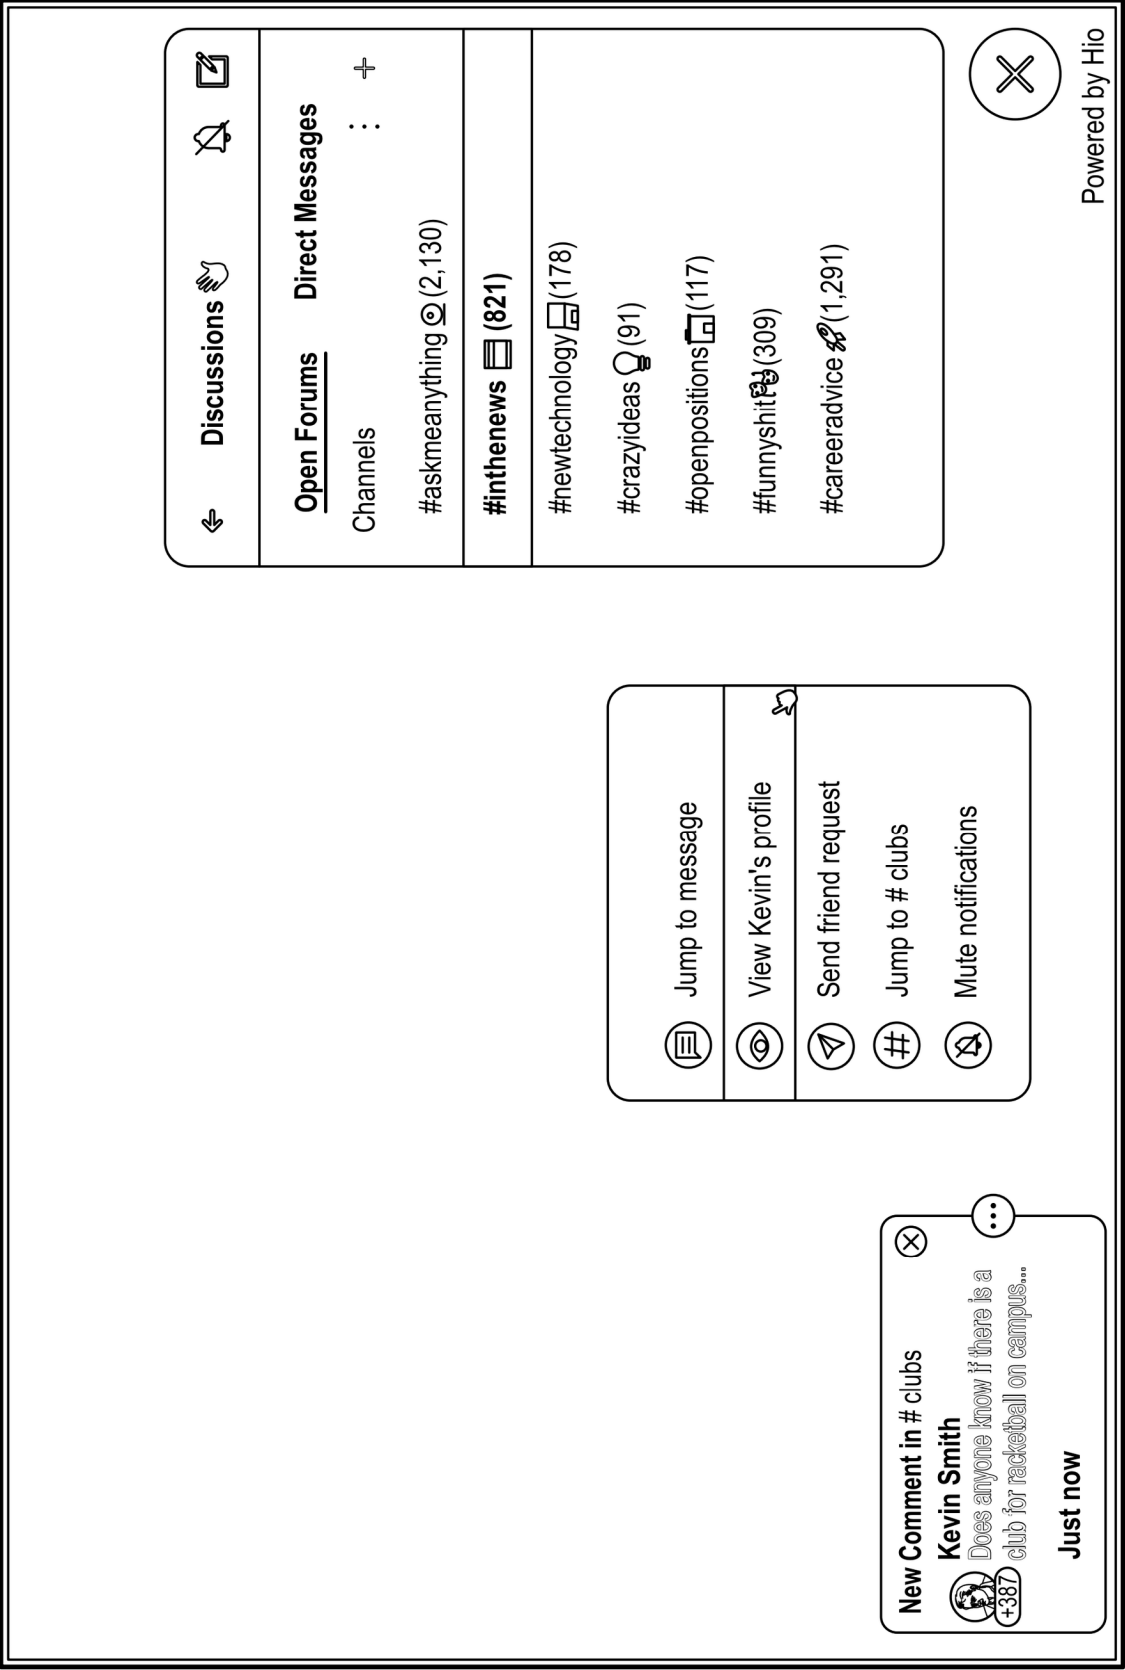 Discussions
Open Forums Direct Messages
Channels
#askmeanything (2,130)
#inthenews (821)
#newtechnology (178)
#crazyideas (91)
#openpositions (117)
#funnyshitt (309)
#careeradvice (1,291)
Powered by Hio
Jump to message
View Kevin's profile
Send friend request
# Jump to # clubs
Mute notifications
New Comment in # clubs
Kevin Smith
Does anyone know if there is a
club for racketball on campus...
+387
Just now